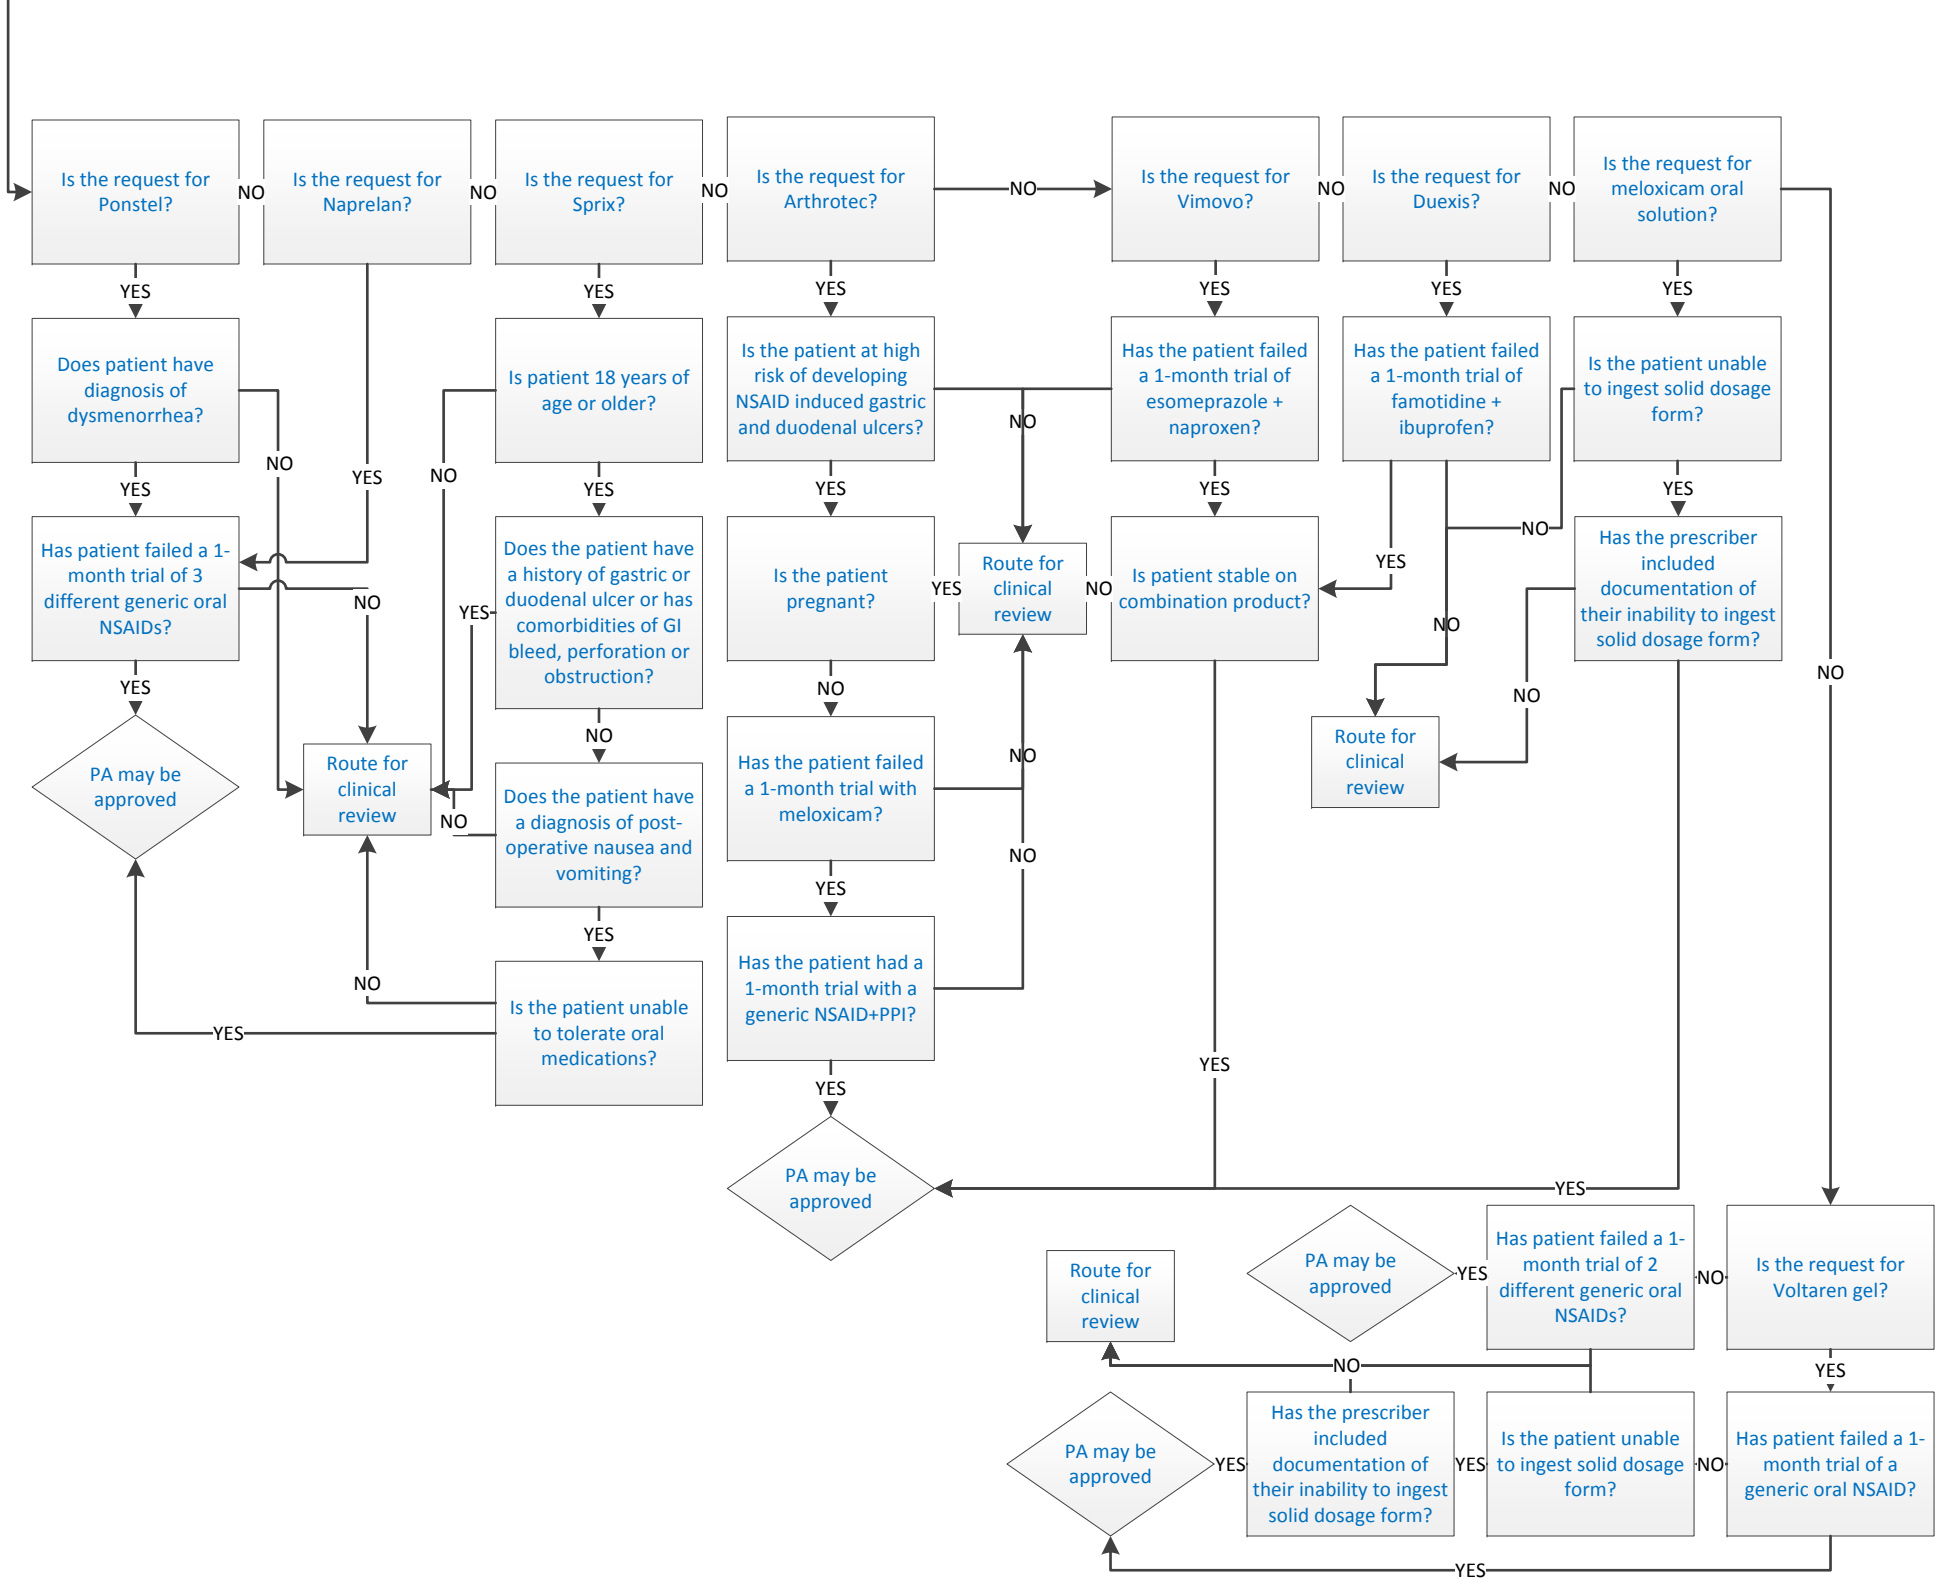 Is the request for
Ponstel?
NO
Is the request for
Naprelan?
NO
Is the request for
Sprix?
NO
Is the request for
Arthrotec?
NO
Is the request for
Vimovo?
NO
Is the request for
Duexis?
NO
Is the request for
meloxicam oral
solution?
YES
YES
YES
YES
YES
YES
Does patient have
diagnosis of
dysmenorrhea?
Is patient 18 years of
age or older?
Is the patient at high
risk of developing
NSAID induced gastric
and duodenal ulcers?
Has the patient failed
a 1-month trial of
esomeprazole +
naproxen?
Has the patient failed
a 1-month trial of
famotidine +
ibuprofen?
Is the patient unable
to ingest solid dosage
form?
NO
NO
YES
NO
YES
YES
YES
YES
YES
NO
Has patient failed a 1-
month trial of 3
different generic oral
NSAIDs?
Does the patient have
a history of gastric or
duodenal ulcer or has
comorbidities of GI
bleed, perforation or
obstruction?
Is the patient
pregnant?
YES
Route for
clinical
review
NO
Is patient stable on
combination product?
YES
Has the prescriber
included
documentation of
their inability to ingest
solid dosage form?
NO
YES
NO
YES
NO
NO
NO
NO
PA may be
approved
Route for
clinical
review
NO
Does the patient have
a diagnosis of post-
operative nausea and
vomiting?
Has the patient failed
a 1-month trial with
meloxicam?
NO
NO
Route for
clinical
review
YES
YES
NO
YES
Is the patient unable
to tolerate oral
medications?
Has the patient had a
1-month trial with a
generic NSAID+PPI?
YES
YES
PA may be
approved
YES
Route for
clinical
review
PA may be
approved
YES
Has patient failed a 1-
month trial of 2
different generic oral
NSAIDs?
NO
Is the request for
Voltaren gel?
NO
YES
PA may be
approved
YES
Has the prescriber
included
documentation of
their inability to ingest
solid dosage form?
YES
Is the patient unable
to ingest solid dosage
form?
NO
Has patient failed a 1-
month trial of a
generic oral NSAID?
YES